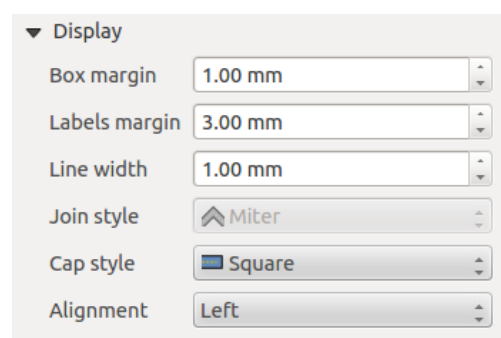 Display
Box margin 1.00 mm
Labels margin 3.00 mm
Line width 1.00 mm
Join style Miter
Cap style Square
Alignment Left